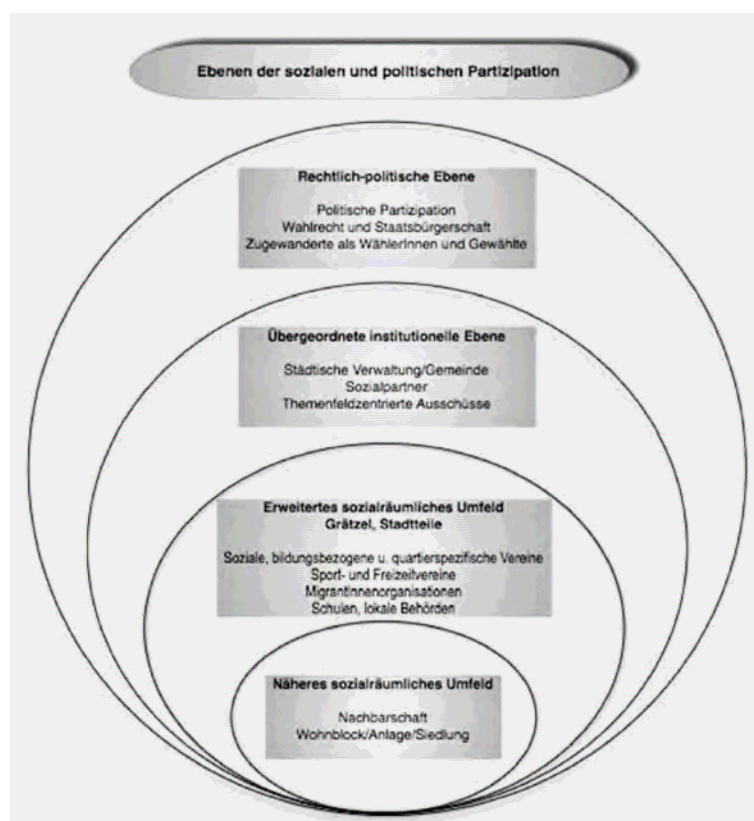 Ebenen der sozialen und politischen Partizipation
Rechtlich-politische Ebene
Politische Partizipation
Wahlrecht und Staatsbürgerschaft
Zugewanderte als WählerInnen und Gewählte
Übergeordnete institutionelle Ebene
Städtische Verwaltung/Gemeinde
Sozialpartner
Themenfeldzentrierte Ausschüsse
Erweitertes sozialräumliches Umfeld
Grätzel, Stadtteile
Soziale, bildungsbezogene u. quartierspezifische Vereine
Sport- und Freizeitvereine
MigrantInnenorganisationen
Schulen, lokale Behörden
Näheres sozialräumliches Umfeld
Nachbarschaft
Wohnblock/Anlage/Siedlung